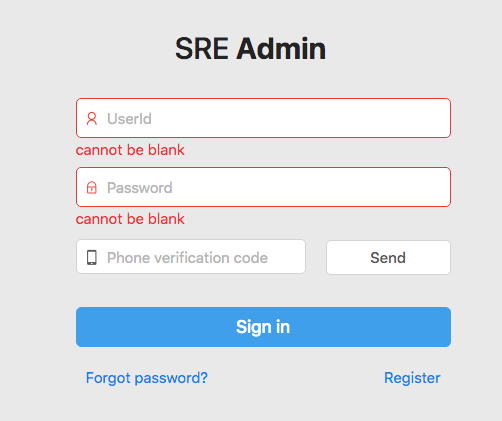 SRE Admin
UserId
cannot be blank
Password
cannot be blank
Phone verification code Send
Sign in
Forgot password? Register